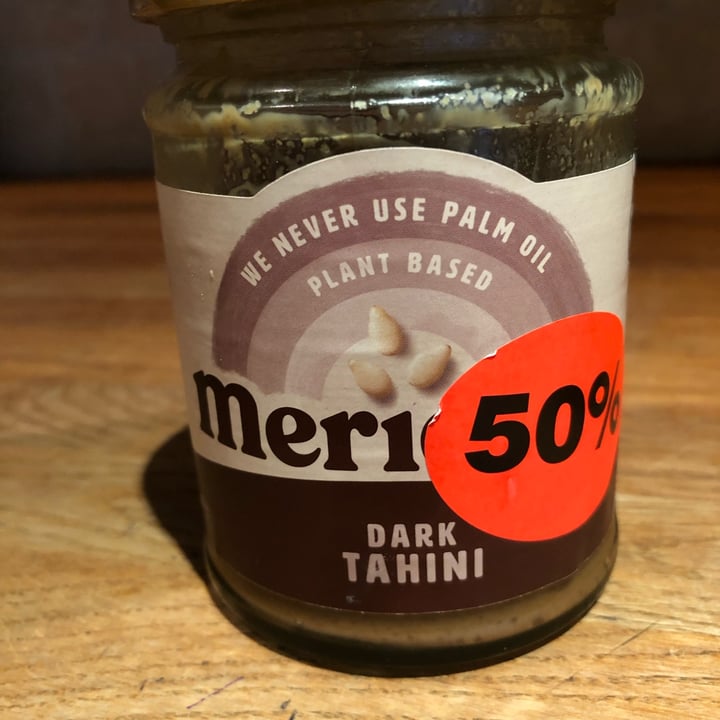 WE NEVER USE PALM OIL
PLANT BASED
meri
50%
DARK
TAHINI